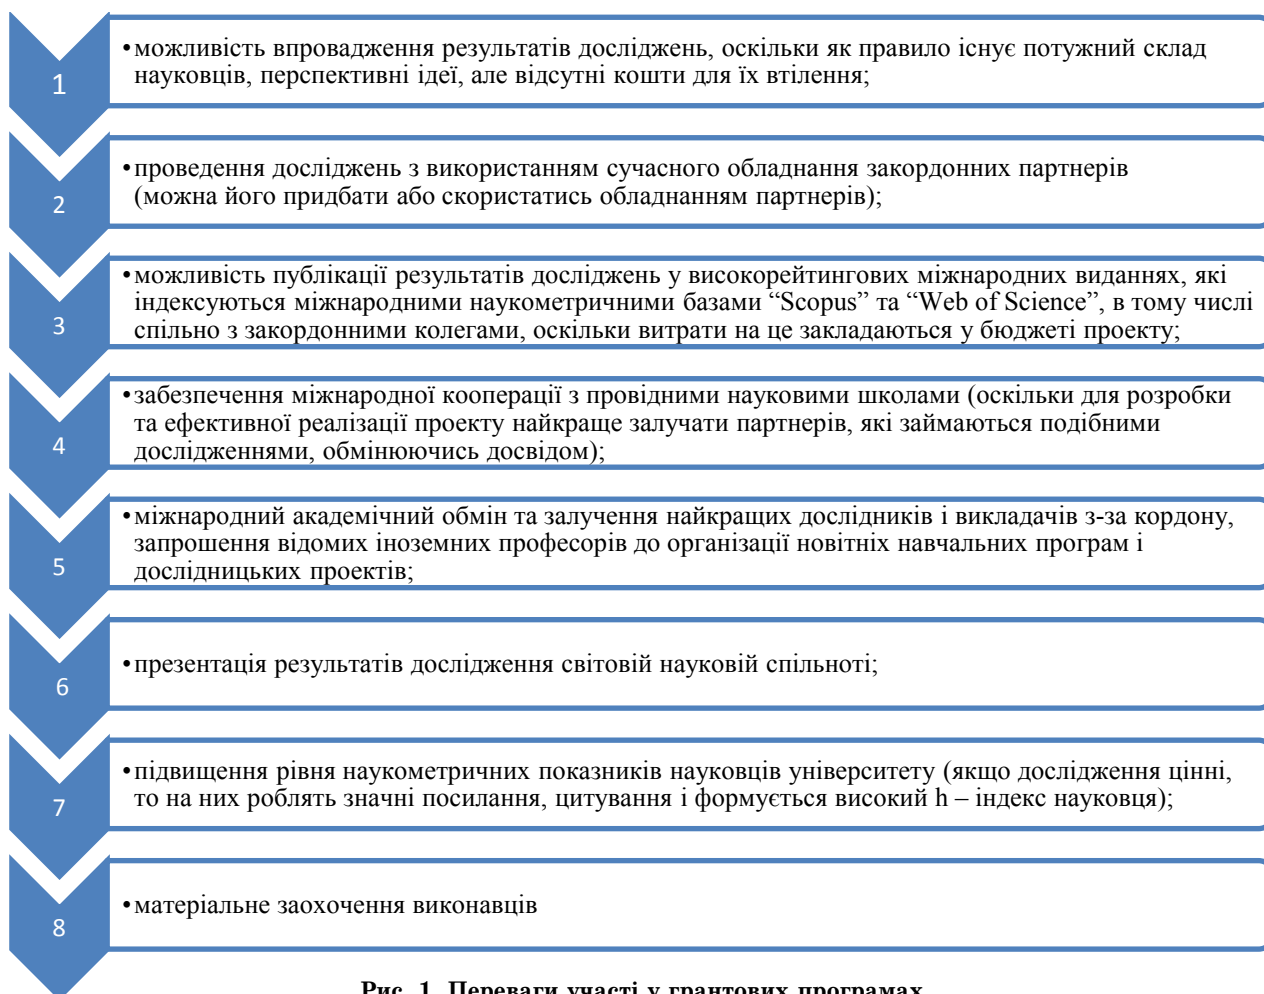 1
•можливість впровадження результатів досліджень, оскільки як правило існує потужний склад
науковців, перспективні ідеї, але відсутні кошти для їх втілення;
2
•проведення досліджень з використанням сучасного обладнання закордонних партнерів
(можна його придбати або скористатись обладнанням партнерів);
3
•можливість публікації результатів досліджень у високорейтингових міжнародних виданнях, які
індексуються міжнародними наукометричними базами “Scopus” та “Web of Science”, в тому числі
спільно з закордонними колегами, оскільки витрати на це закладаються у бюджеті проекту;
4
•забезпечення міжнародної кооперації з провідними науковими школами (оскільки для розробки
та ефективної реалізації проекту найкраще залучати партнерів, які займаються подібними
дослідженнями, обмінюючись досвідом);
5
•міжнародний академічний обмін та залучення найкращих дослідників і викладачів з-за кордону,
запрошення відомих іноземних професорів до організації новітніх навчальних програм і
дослідницьких проектів;
6
•презентація результатів дослідження світовій науковій спільноті;
7
•підвищення рівня наукометричних показників науковців університету (якщо дослідження цінні,
то на них роблять значні посилання, цитування і формується високий h – індекс науковця);
8
•матеріальне заохочення виконавців
Рис. 1. Переваги участі у грантових програмах